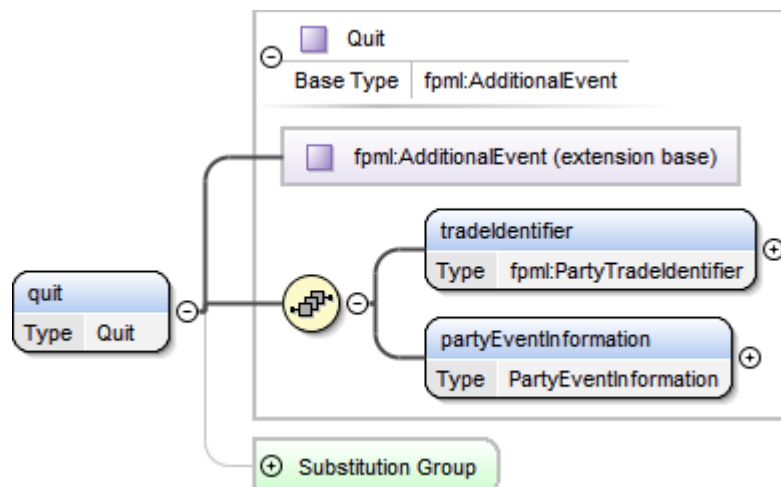 Quit
Base Type fpml:AdditionalEvent
fpml:AdditionalEvent (extension base)
tradeIdentifier
Type fpml:PartyTradeIdentifier
quit
Type Quit
partyEventInformation
Type PartyEventInformation
Substitution Group